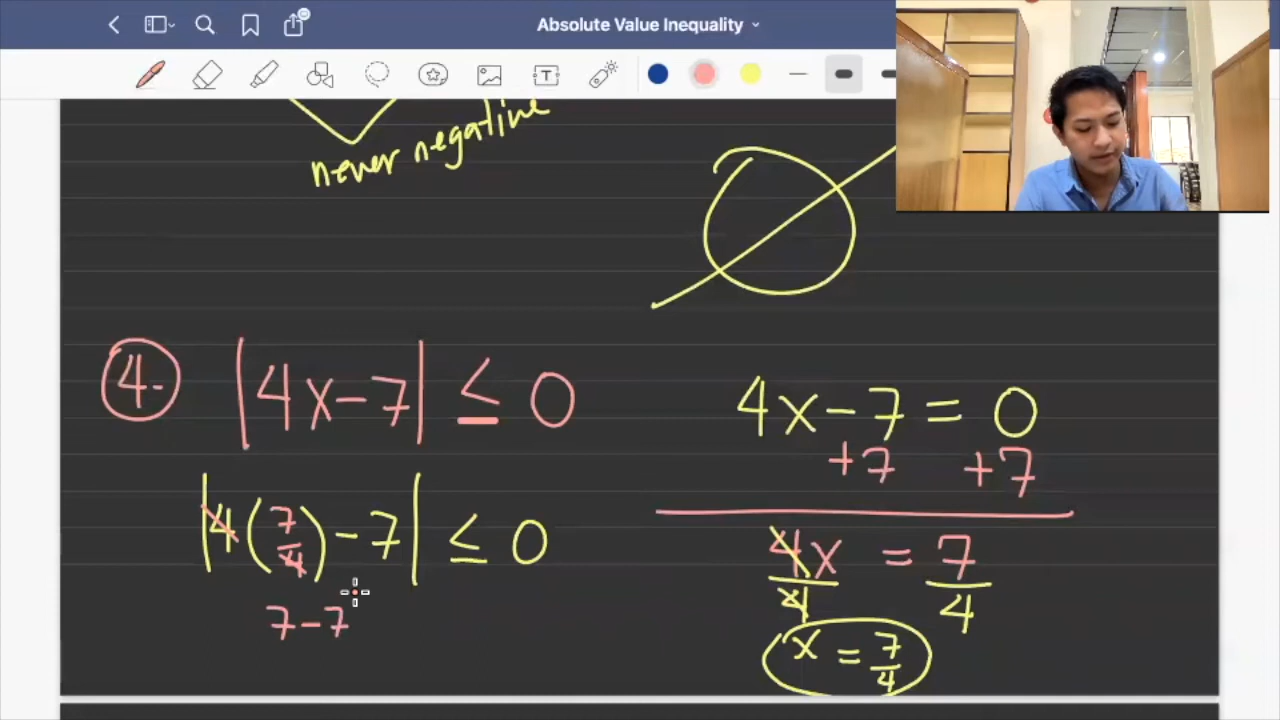 Absolute Value Inequality
never negative
4. |4x-7| ≤ 0
|4(7/4)-7| ≤ 0
7-7
4x-7 = 0
+7 +7
4x/4 = 7/4
x = 7/4